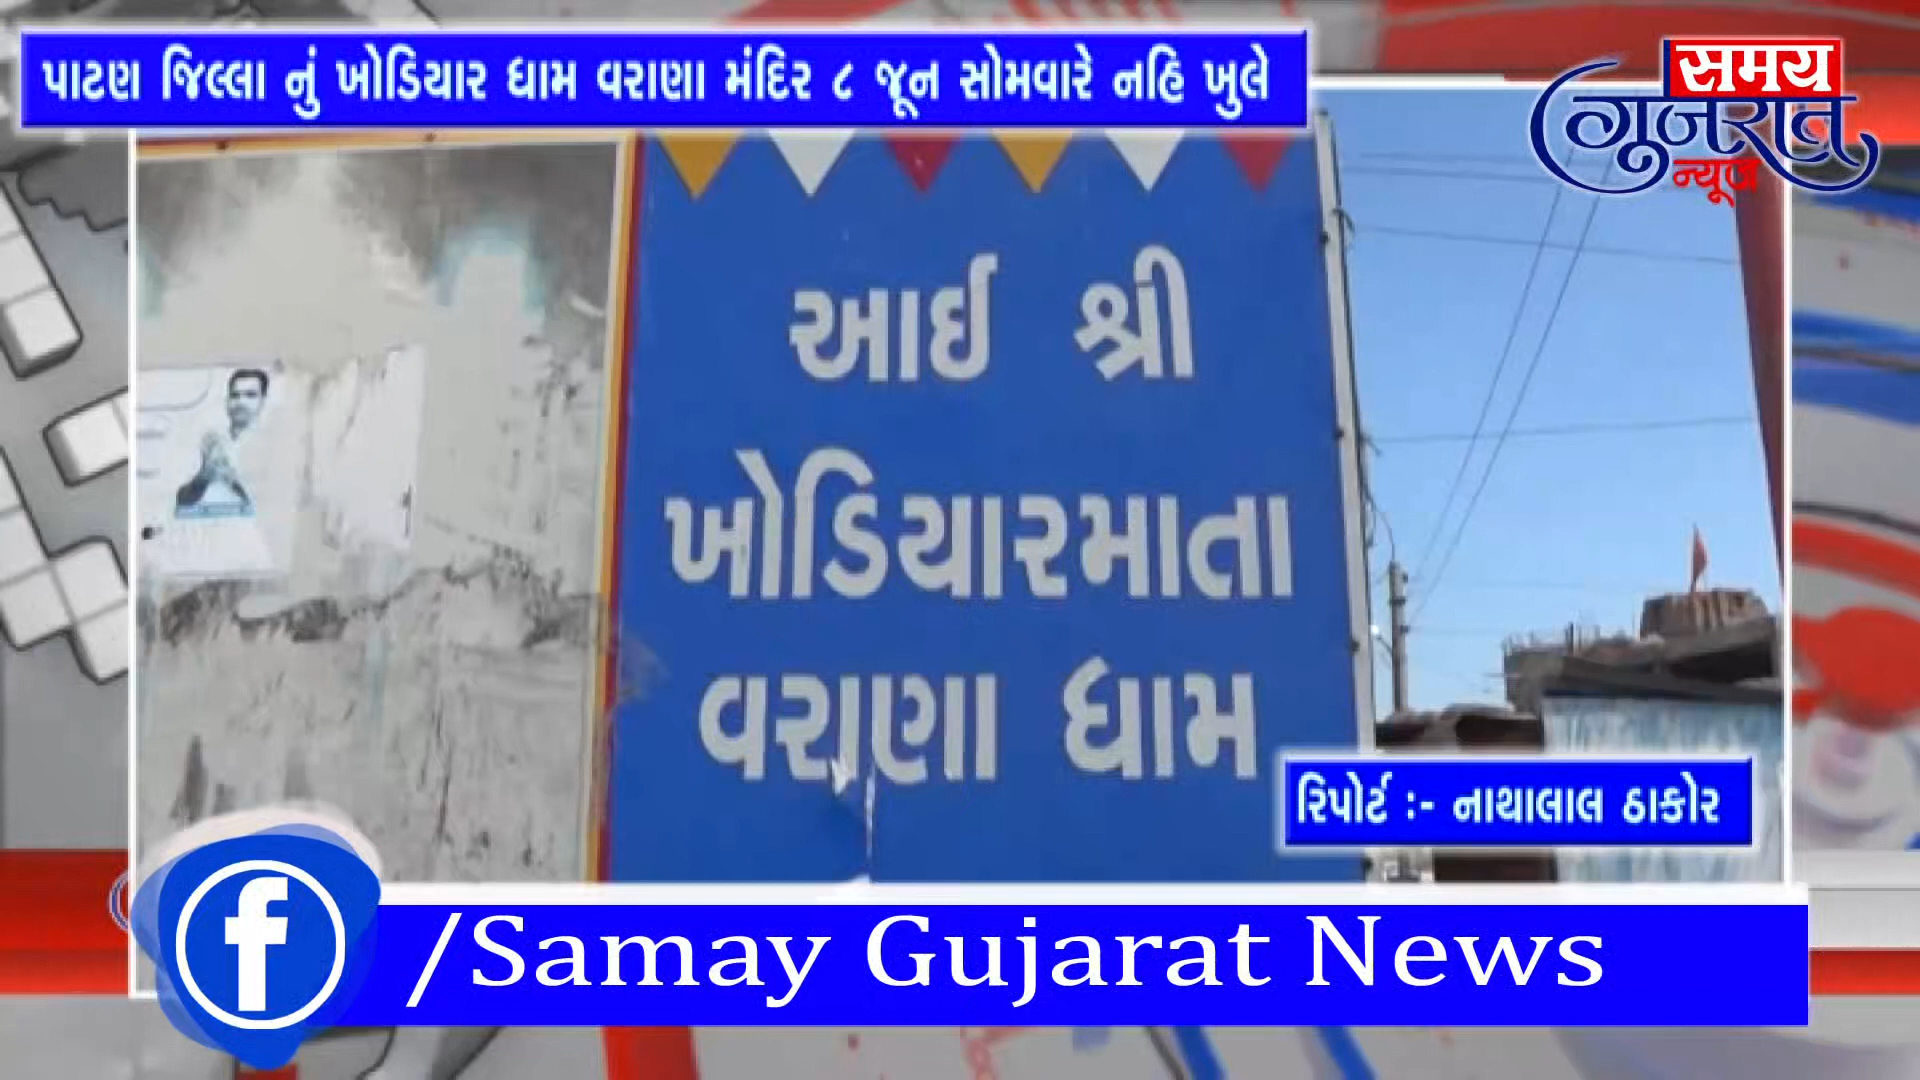 પાટણ જિલ્લા નું ખોડિયાર ધામ વરાણા મંદિર ૮ જૂન સોમવારે નહિ ખુલે
समय
गुजरात
न्यूज
આઈ શ્રી
ખોડિયારમાતા
વરાણા ધામ
રિપોર્ટ :- નાથાલાલ ઠાકોર
f
/Samay Gujarat News